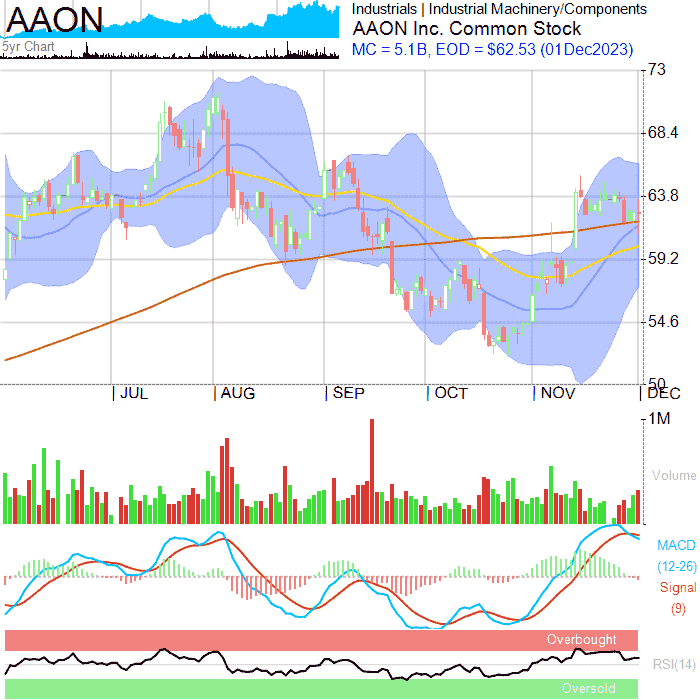 AAON
5yr Chart
Industrials | Industrial Machinery/Components
AAON Inc. Common Stock
MC = 5.1B, EOD = $62.53 (01Dec2023)
73
68.4
63.8
59.2
54.6
50
JUL
AUG
SEP
OCT
NOV
DEC
1M
Volume
MACD
(12-26)
Signal
(9)
Overbought
RSI(14)
Oversold